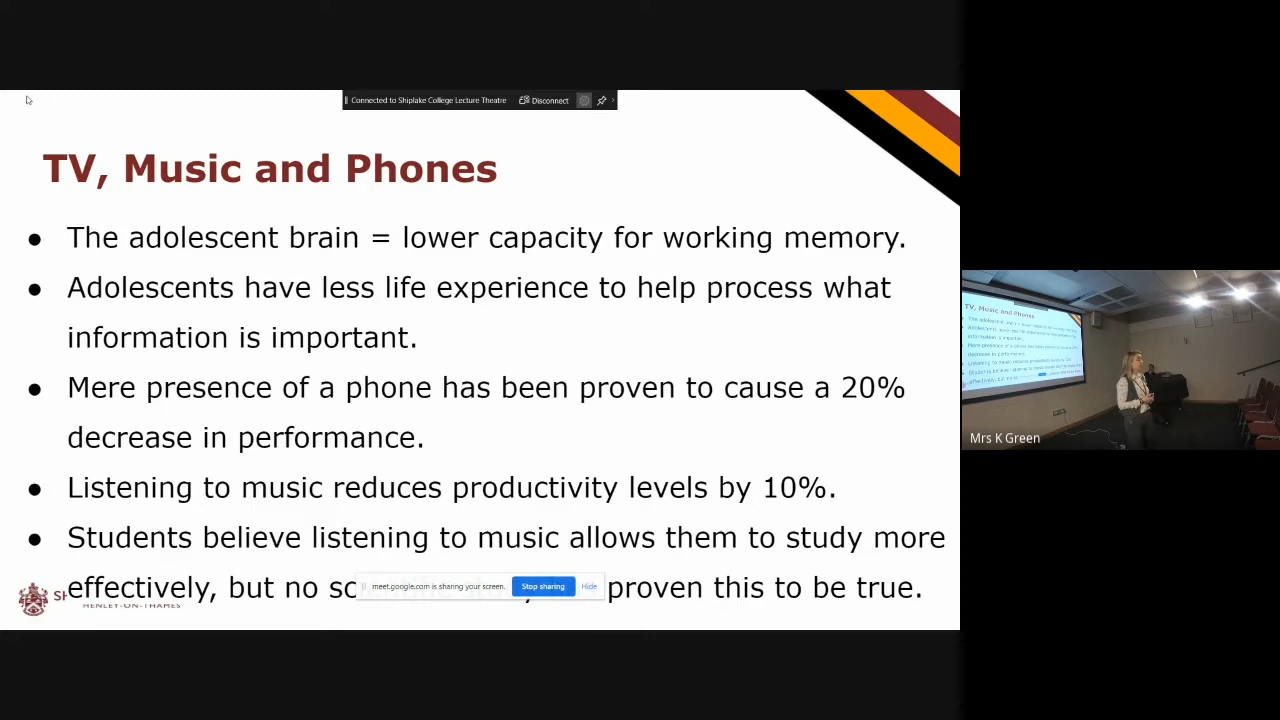 Connected to Shiplake College Lecture Theatre
Disconnect
TV, Music and Phones
● The adolescent brain = lower capacity for working memory.
● Adolescents have less life experience to help process what
information is important.
● Mere presence of a phone has been proven to cause a 20%
decrease in performance.
● Listening to music reduces productivity levels by 10%.
● Students believe listening to music allows them to study more
effectively, but no proven this to be true.
meet.google.com is sharing your screen.
Stop sharing
Hide
HENLEY-ON-THAMES
TV, Music and Phones
Mrs K Green